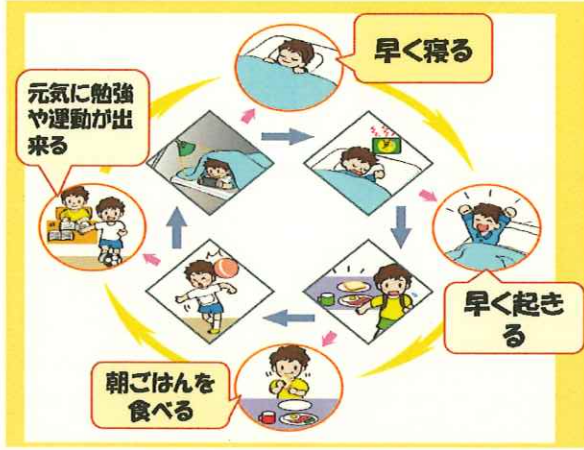 早く寝る
元気に勉強
や運動が出
来る
早く起き
る
朝ごはんを
食べる